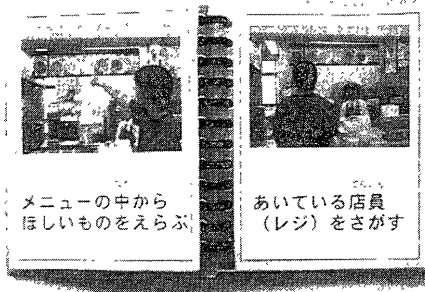 メニューの中から
ほしいものをえらぶ
あいている店員
（レジ）をさがす